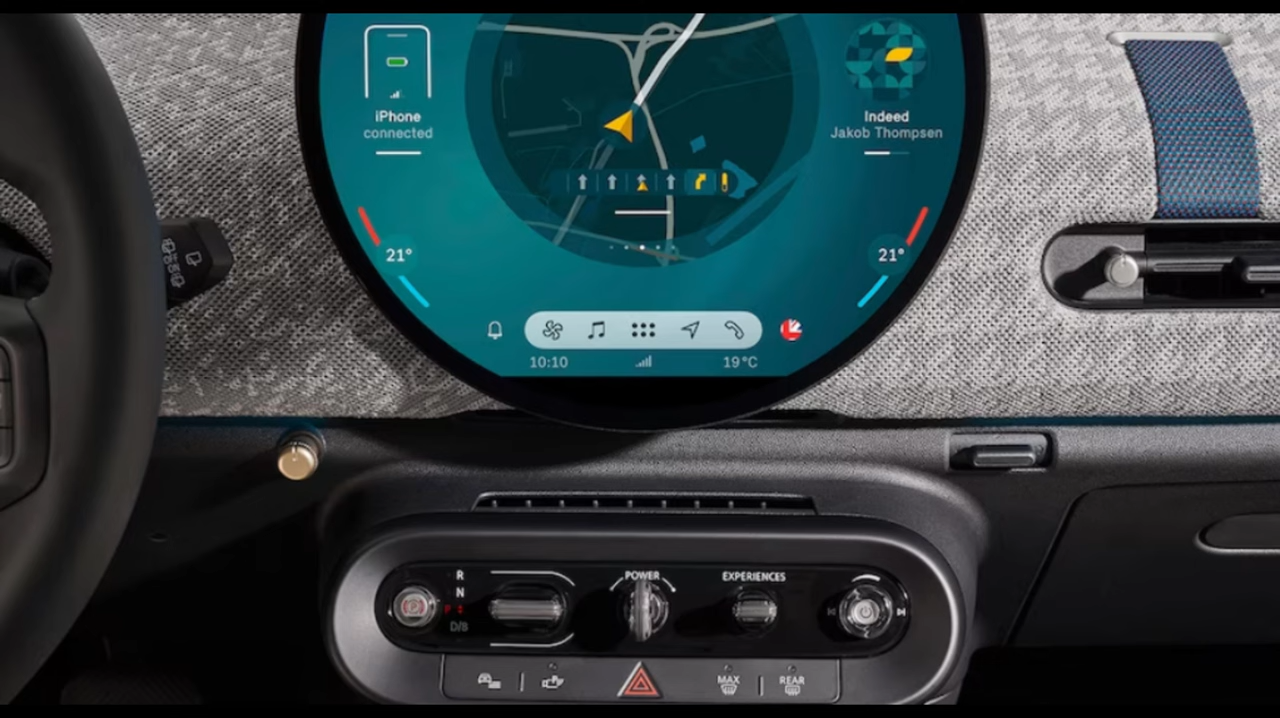 iPhone
connected
Indeed
Jakob Thompsen
21°
21°
10:10
19°C
POWER
EXPERIENCES
R
N
P
D/B
MAX
REAR